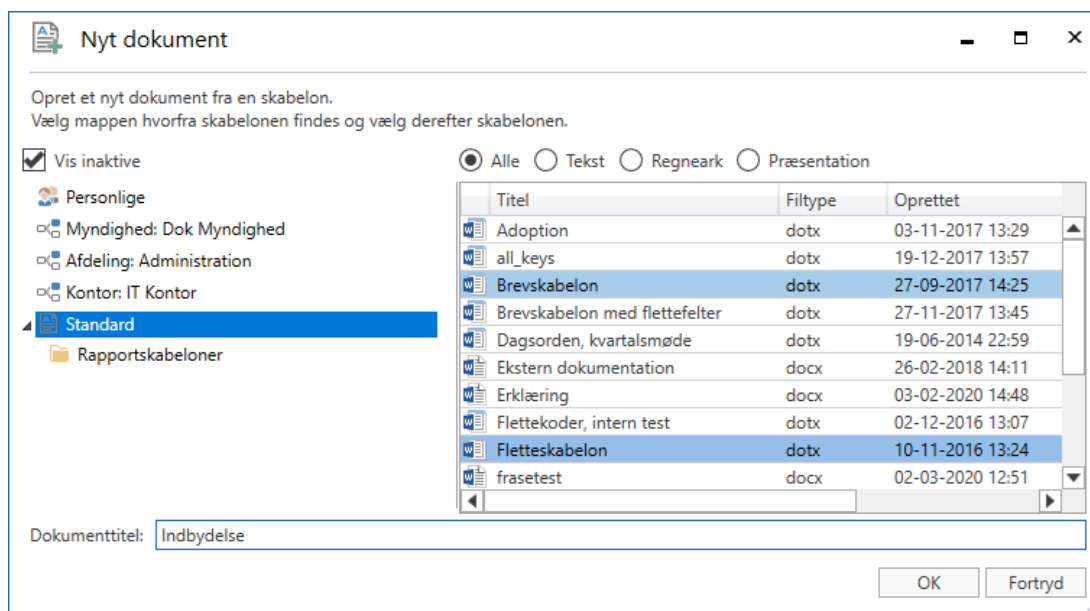 Nyt dokument
Opret et nyt dokument fra en skabelon.
Vælg mappen hvorfra skabelonen findes og vælg derefter skabelonen.
Vis inaktive
Personlige
Myndighed: Dok Myndighed
Afdeling: Administration
Kontor: IT Kontor
Standard
Rapportskabeloner
Alle Tekst Regneark Præsentation
Titel Filtype Oprettet
Adoption dotx 03-11-2017 13:29
all_keys dotx 19-12-2017 13:57
Brevskabelon dotx 27-09-2017 14:25
Brevskabelon med flettefelter dotx 27-11-2017 13:45
Dagsorden, kvartalsmøde dotx 19-06-2014 22:59
Ekstern dokumentation docx 26-02-2018 14:11
Erklæring docx 03-02-2020 14:48
Flettekoder, intern test dotx 02-12-2016 13:07
Fletteskabelon dotx 10-11-2016 13:24
frasetest docx 02-03-2020 12:51
Dokumenttitel: Indbydelse
OK Fortryd